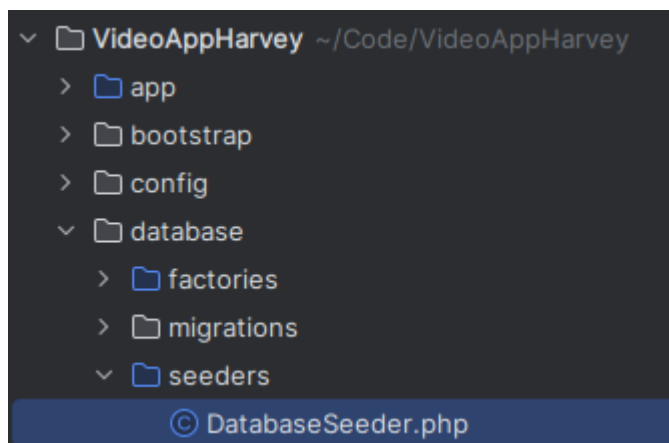 VideoAppHarvey ~/Code/VideoAppHarvey
app
bootstrap
config
database
factories
migrations
seeders
DatabaseSeeder.php